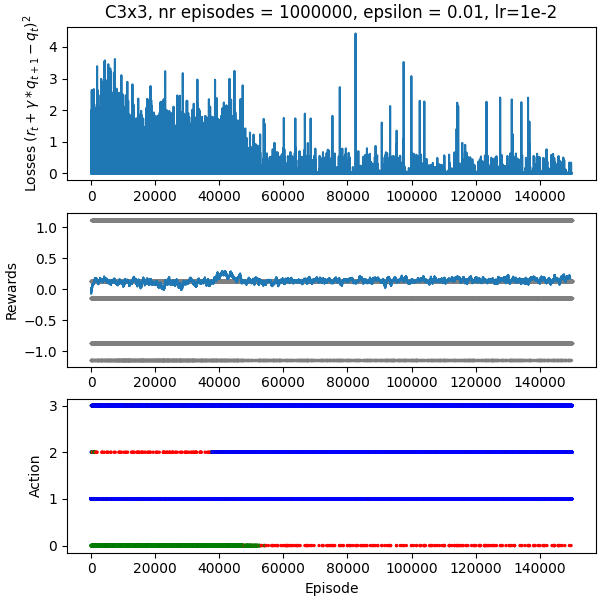 C3x3, nr episodes = 1000000, epsilon = 0.01, lr=1e-2
Losses (r_t + γ * q_{t+1} − q_t)^2
4
3
2
1
0
0 20000 40000 60000 80000 100000 120000 140000
Rewards
1.0
0.5
0.0
−0.5
−1.0
0 20000 40000 60000 80000 100000 120000 140000
Action
3
2
1
0
0 20000 40000 60000 80000 100000 120000 140000
Episode